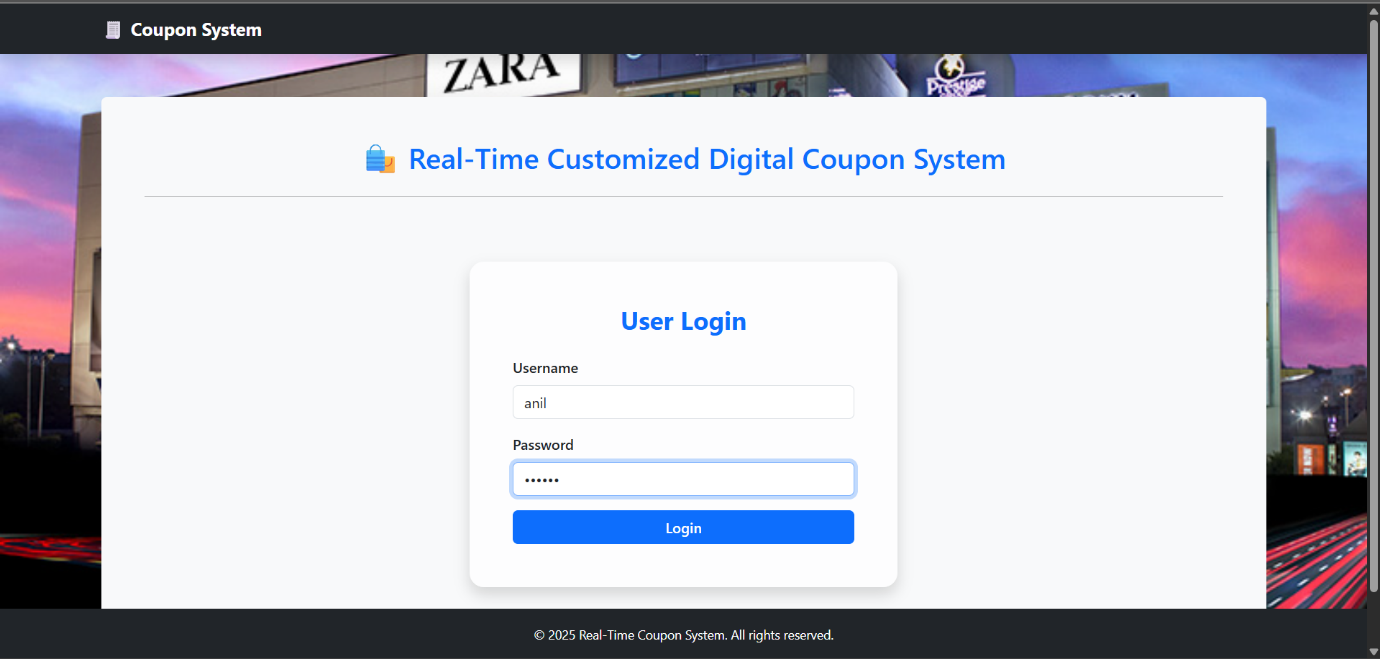 Coupon System
ZARA
Prestige
Real-Time Customized Digital Coupon System
User Login
Username
anil
Password
••••••
Login
© 2025 Real-Time Coupon System. All rights reserved.